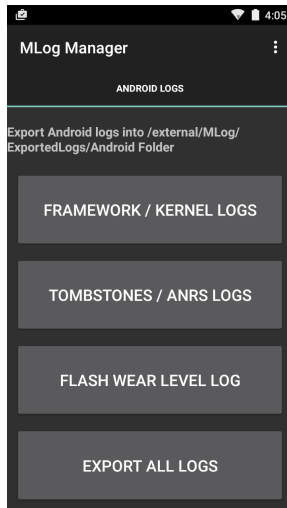 4:05
MLog Manager
ANDROID LOGS
Export Android logs into /external/MLog/
ExportedLogs/Android Folder
FRAMEWORK / KERNEL LOGS
TOMBSTONES / ANRS LOGS
FLASH WEAR LEVEL LOG
EXPORT ALL LOGS